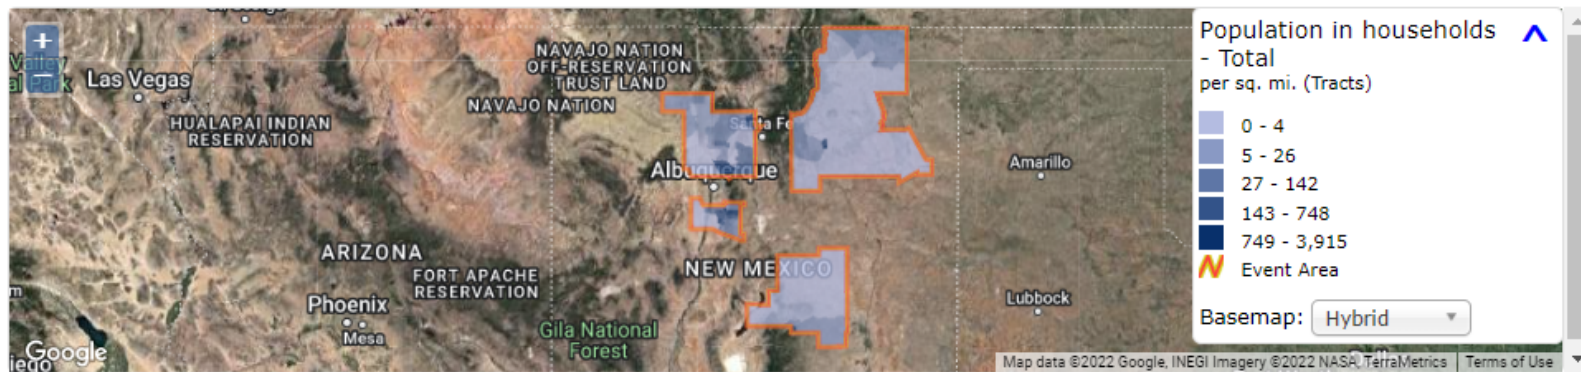 +
−
Las Vegas
HUALAPAI INDIAN
RESERVATION
NAVAJO NATION
OFF-RESERVATION
TRUST LAND
NAVAJO NATION
Santa Fe
Albuquerque
Amarillo
ARIZONA
FORT APACHE
RESERVATION
NEW MEXICO
Phoenix
Mesa
Gila National
Forest
Lubbock
Google
Population in households
- Total
per sq. mi. (Tracts)
0 - 4
5 - 26
27 - 142
143 - 748
749 - 3,915
Event Area
Basemap: Hybrid
Map data ©2022 Google, INEGI Imagery ©2022 NASA, TerraMetrics Terms of Use